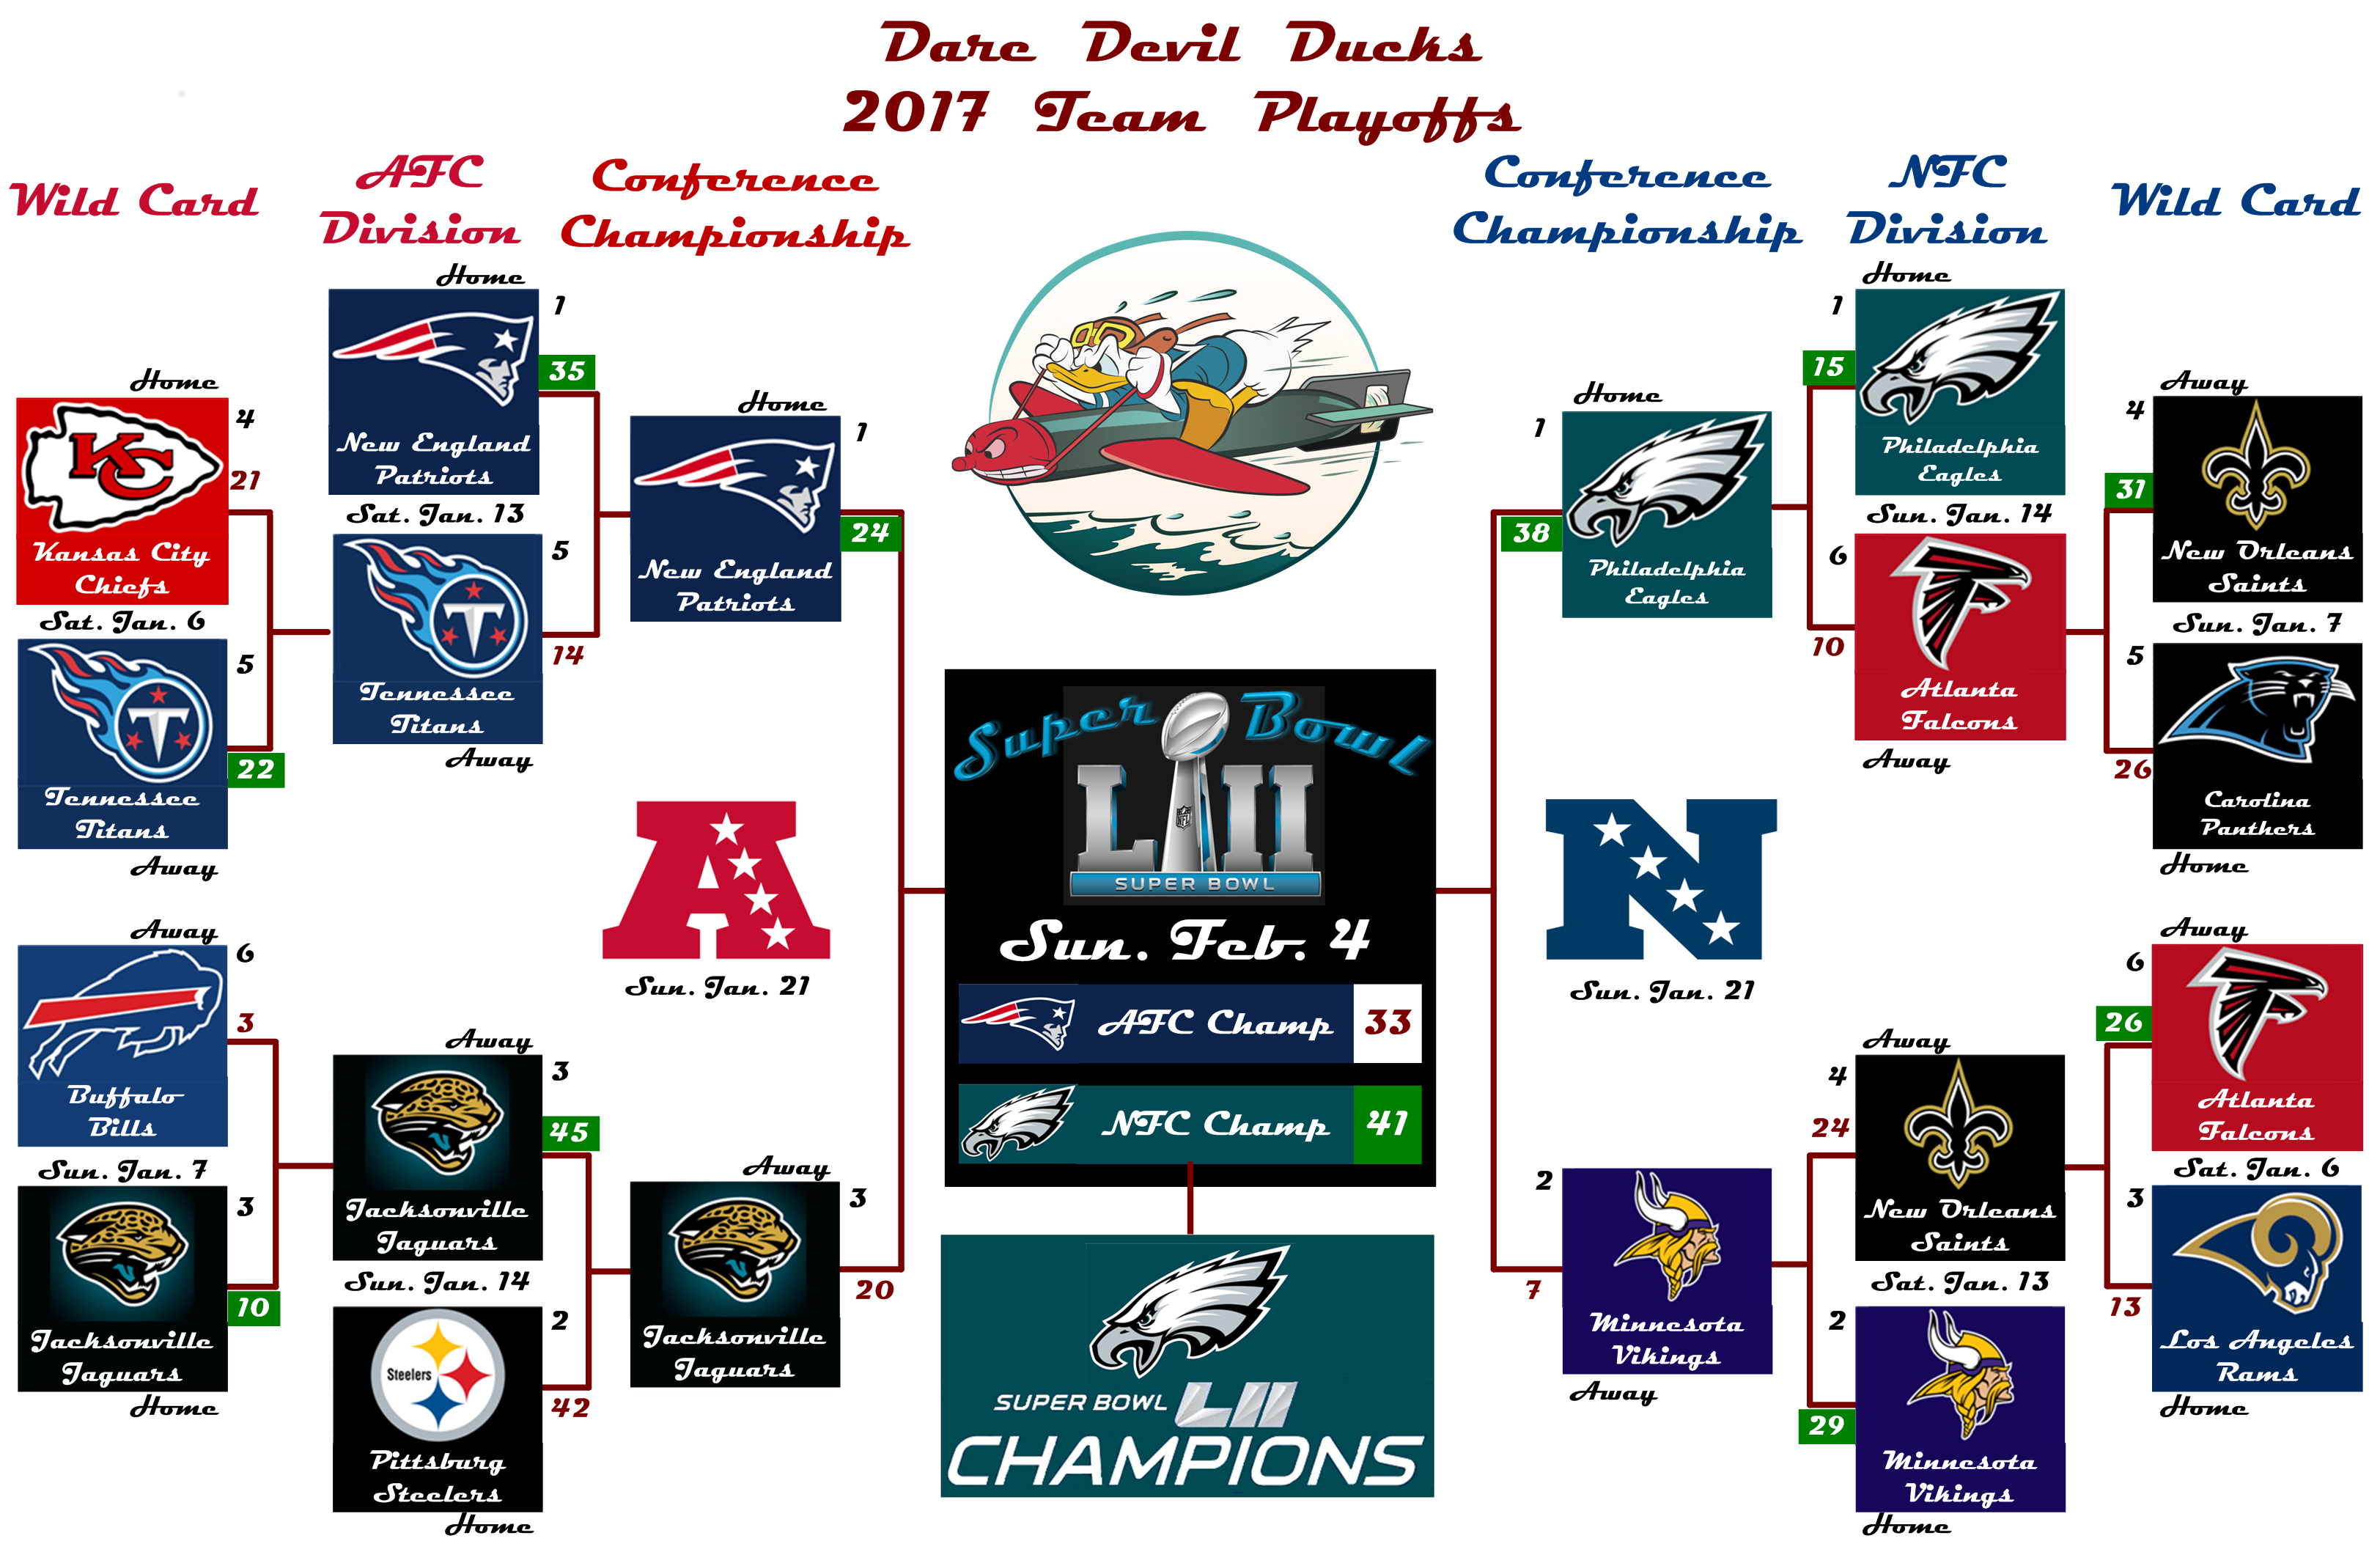 Dare Devil Ducks
2017 Team Playoffs
Wild Card
AFC
Division
Conference
Championship
Conference
Championship
NFC
Division
Wild Card
Home
4
21
KC
Kansas City
Chiefs
Sat. Jan. 6
5
22
T
Tennessee
Titans
Away
Away
6
3
Buffalo
Bills
Sun. Jan. 7
3
10
Jacksonville
Jaguars
Home
Home
1
35
New England
Patriots
Sat. Jan. 13
5
14
T
Tennessee
Titans
Away
Away
3
45
Jacksonville
Jaguars
Sun. Jan. 14
2
42
Steelers
Pittsburg
Steelers
Home
Home
1
24
New England
Patriots
A
Sun. Jan. 21
Away
3
20
Jacksonville
Jaguars
Super Bowl
LII
NFL
SUPER BOWL
Sun. Feb. 4
AFC Champ 33
NFC Champ 41
SUPER BOWL LII
CHAMPIONS
Home
1
38
Philadelphia
Eagles
N
Sun. Jan. 21
2
7
Minnesota
Vikings
Away
Home
1
15
Philadelphia
Eagles
Sun. Jan. 14
6
10
Atlanta
Falcons
Away
Away
4
24
New Orleans
Saints
Sat. Jan. 13
2
29
Minnesota
Vikings
Home
Away
4
31
New Orleans
Saints
Sun. Jan. 7
5
26
Carolina
Panthers
Home
Away
6
26
Atlanta
Falcons
Sat. Jan. 6
3
13
Los Angeles
Rams
Home